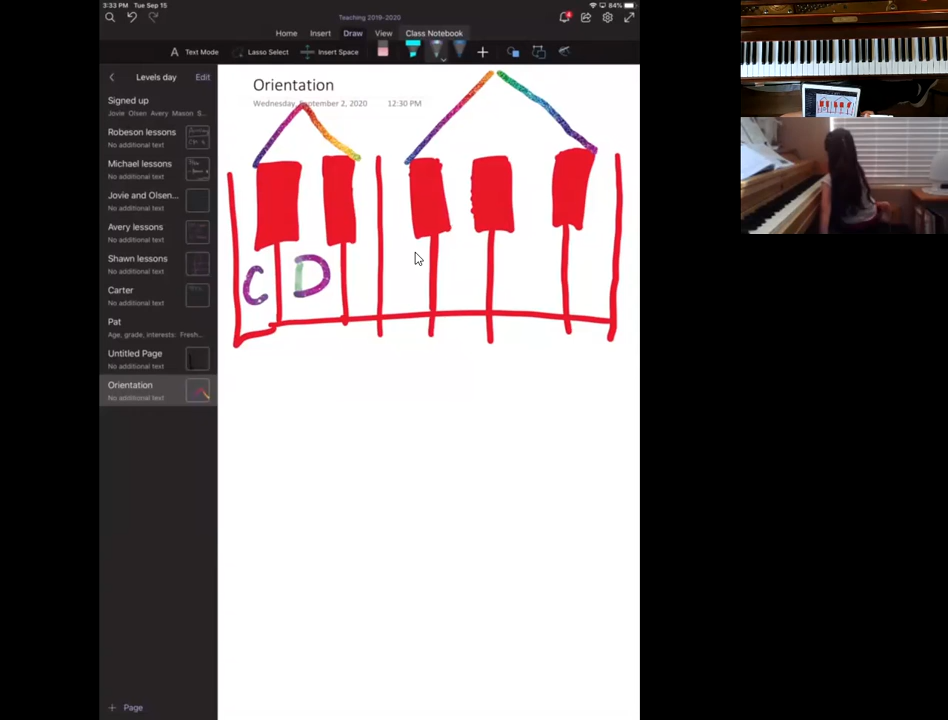 3:33 PM Tue Sep 15
84%
Teaching 2019-2020
Home Insert Draw View Class Notebook
Text Mode Lasso Select Insert Space
Levels day Edit
Signed up
Jovie Olsen Avery Mason S...
Robeson lessons
No additional text
Michael lessons
No additional text
Jovie and Olsen...
No additional text
Avery lessons
No additional text
Shawn lessons
No additional text
Carter
No additional text
Pat
Age, grade, interests: Fresh...
Untitled Page
No additional text
Orientation
No additional text
Page
Orientation
Wednesday, September 2, 2020 12:30 PM
C D